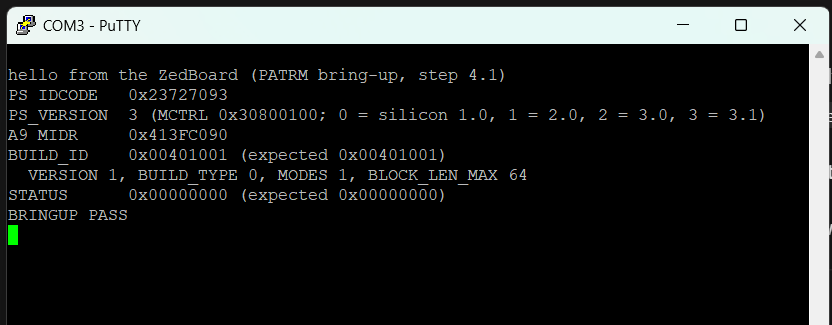 COM3 - PuTTY
hello from the ZedBoard (PATRM bring-up, step 4.1)
PS IDCODE   0x23727093
PS_VERSION  3 (MCTRL 0x30800100; 0 = silicon 1.0, 1 = 2.0, 2 = 3.0, 3 = 3.1)
A9 MIDR     0x413FC090
BUILD_ID    0x00401001 (expected 0x00401001)
  VERSION 1, BUILD_TYPE 0, MODES 1, BLOCK_LEN_MAX 64
STATUS      0x00000000 (expected 0x00000000)
BRINGUP PASS